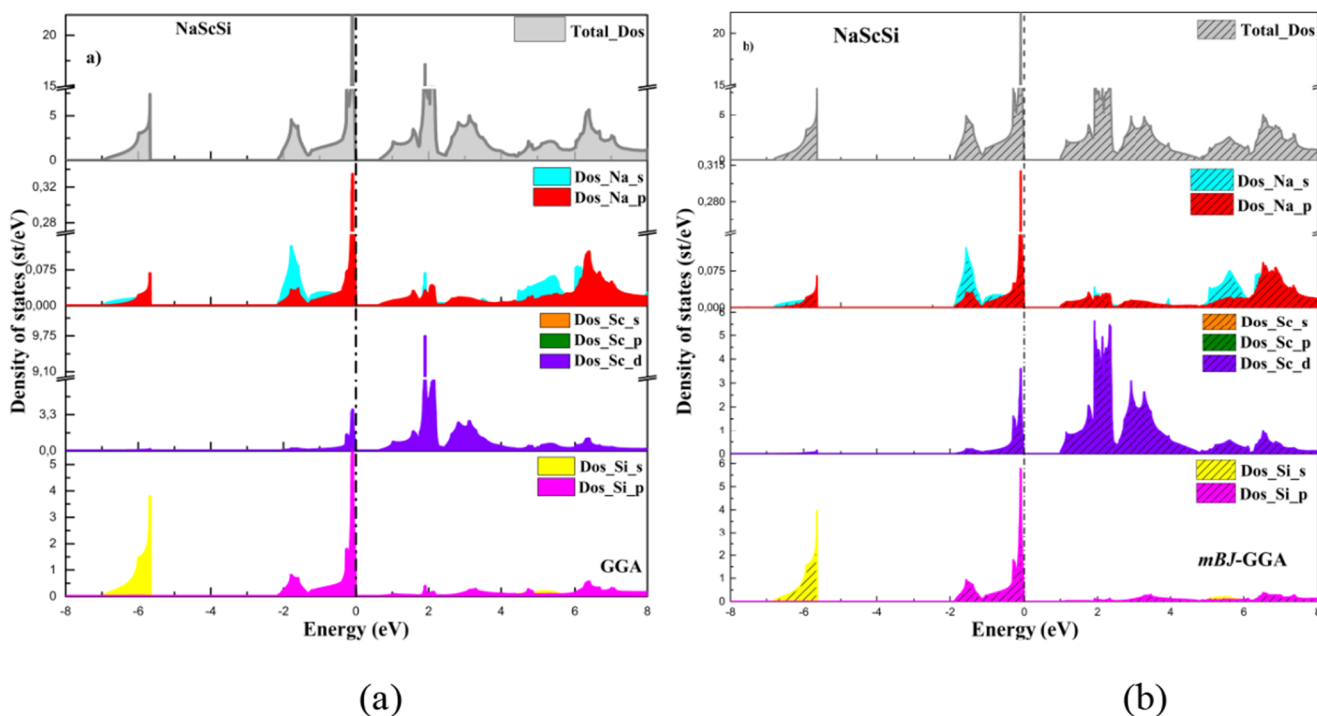 NaScSi
a)
Total_Dos
20
15
5
0
Dos_Na_s
Dos_Na_p
0,32
0,28
0,075
0,000
Dos_Sc_s
Dos_Sc_p
Dos_Sc_d
9,75
9,10
3,3
0,0
Dos_Si_s
Dos_Si_p
5
4
3
2
1
0
GGA
-8 -6 -4 -2 0 2 4 6 8
Energy (eV)
Density of states (st/eV)
(a)
NaScSi
b)
Total_Dos
20
15
5
0
Dos_Na_s
Dos_Na_p
0,315
0,280
0,075
0,000
Dos_Sc_s
Dos_Sc_p
Dos_Sc_d
6
5
4
3
2
1
0
Dos_Si_s
Dos_Si_p
6
5
4
3
2
1
0
mBJ-GGA
-8 -6 -4 -2 0 2 4 6 8
Energy (eV)
Density of states (st/eV)
(b)